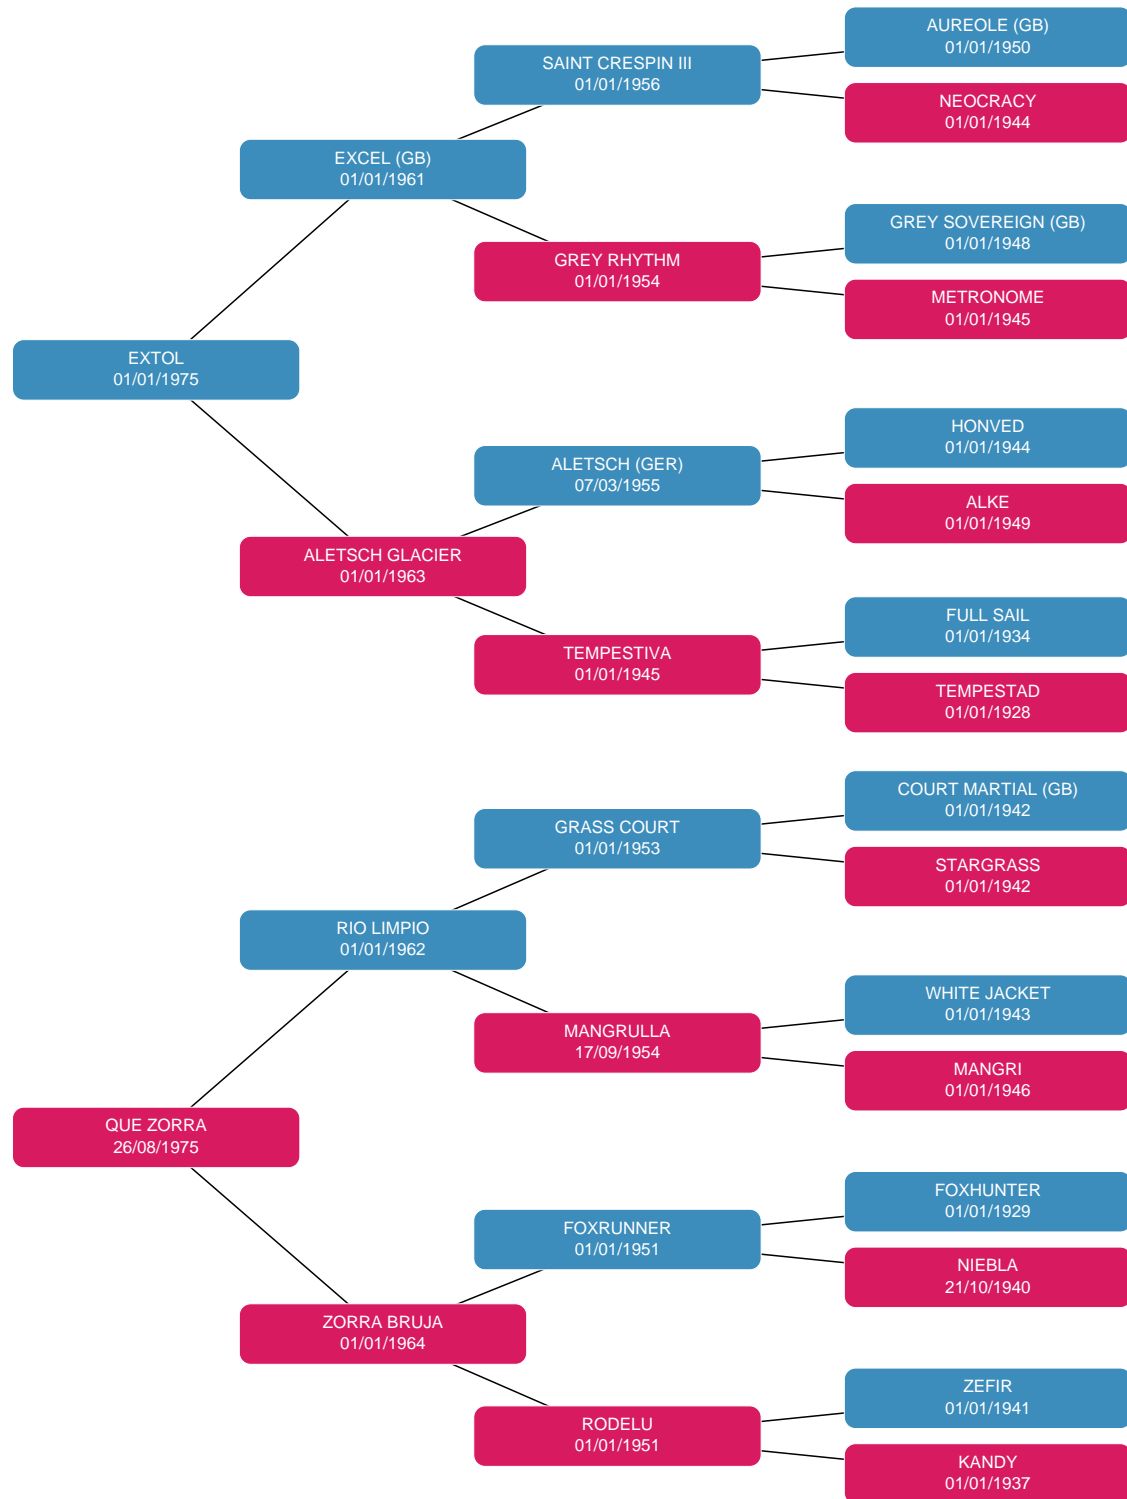 AUREOLE (GB)
01/01/1950
SAINT CRESPIN III
01/01/1956
NEOCRACY
01/01/1944
EXCEL (GB)
01/01/1961
GREY SOVEREIGN (GB)
01/01/1948
GREY RHYTHM
01/01/1954
METRONOME
01/01/1945
EXTOL
01/01/1975
HONVED
01/01/1944
ALETSCH (GER)
07/03/1955
ALKE
01/01/1949
ALETSCH GLACIER
01/01/1963
FULL SAIL
01/01/1934
TEMPESTIVA
01/01/1945
TEMPESTAD
01/01/1928
COURT MARTIAL (GB)
01/01/1942
GRASS COURT
01/01/1953
STARGRASS
01/01/1942
RIO LIMPIO
01/01/1962
WHITE JACKET
01/01/1943
MANGRULLA
17/09/1954
MANGRI
01/01/1946
QUE ZORRA
26/08/1975
FOXHUNTER
01/01/1929
FOXRUNNER
01/01/1951
NIEBLA
21/10/1940
ZORRA BRUJA
01/01/1964
ZEFIR
01/01/1941
RODELU
01/01/1951
KANDY
01/01/1937